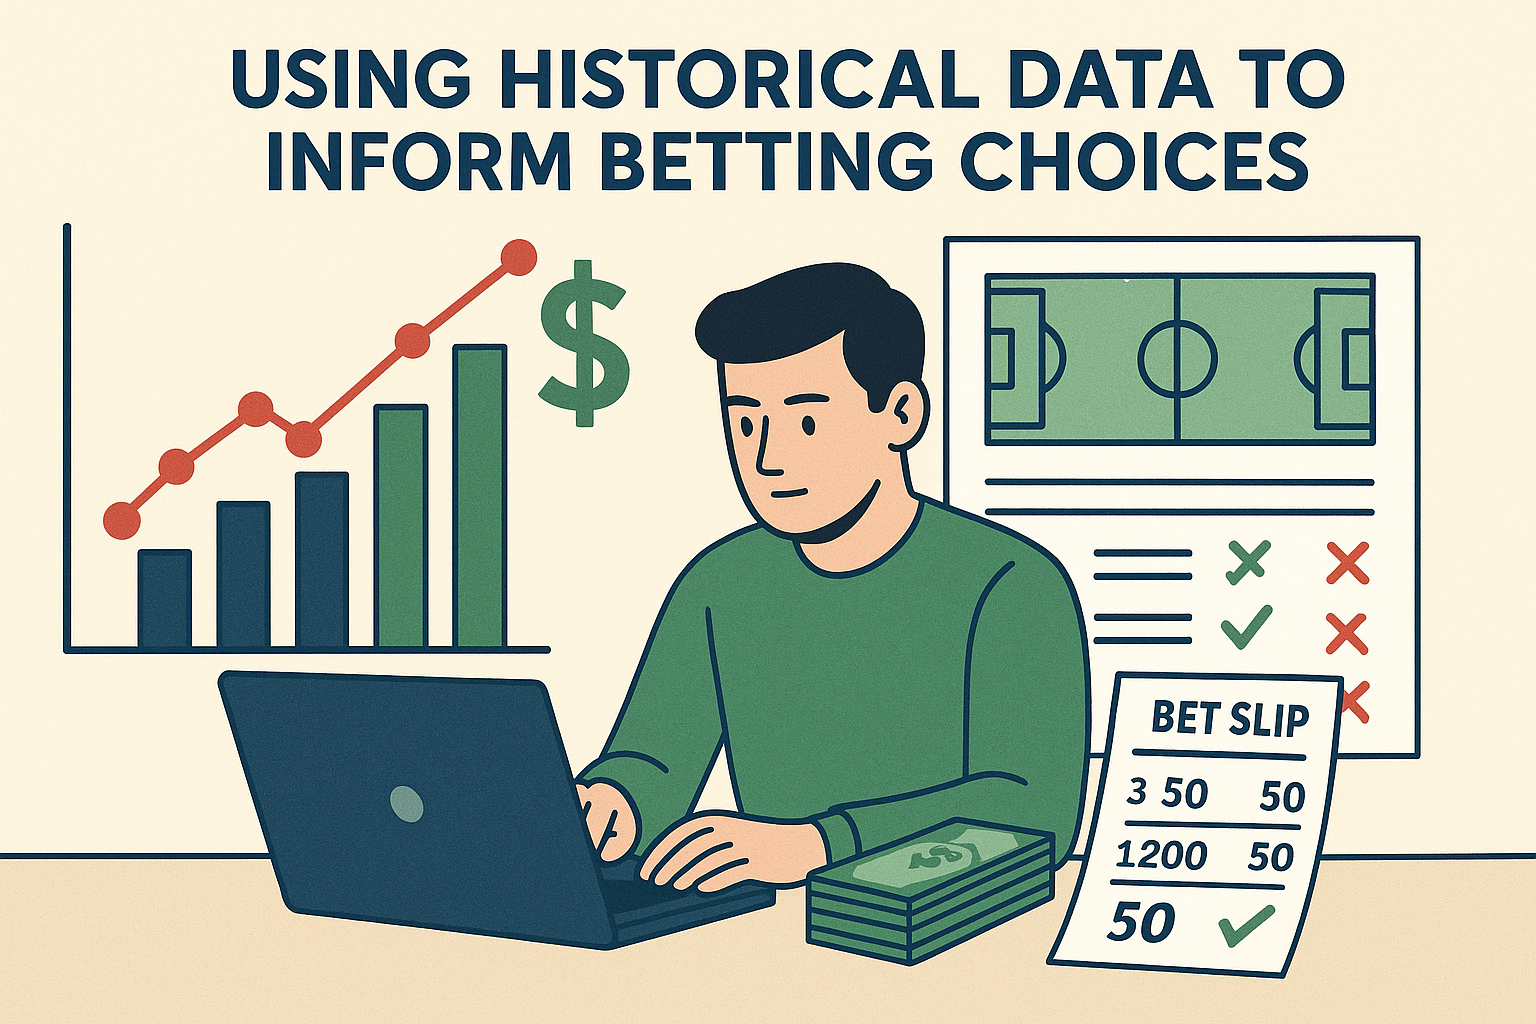 USING HISTORICAL DATA TO
INFORM BETTING CHOICES
$
BET SLIP
3 50 50
1200 50
50